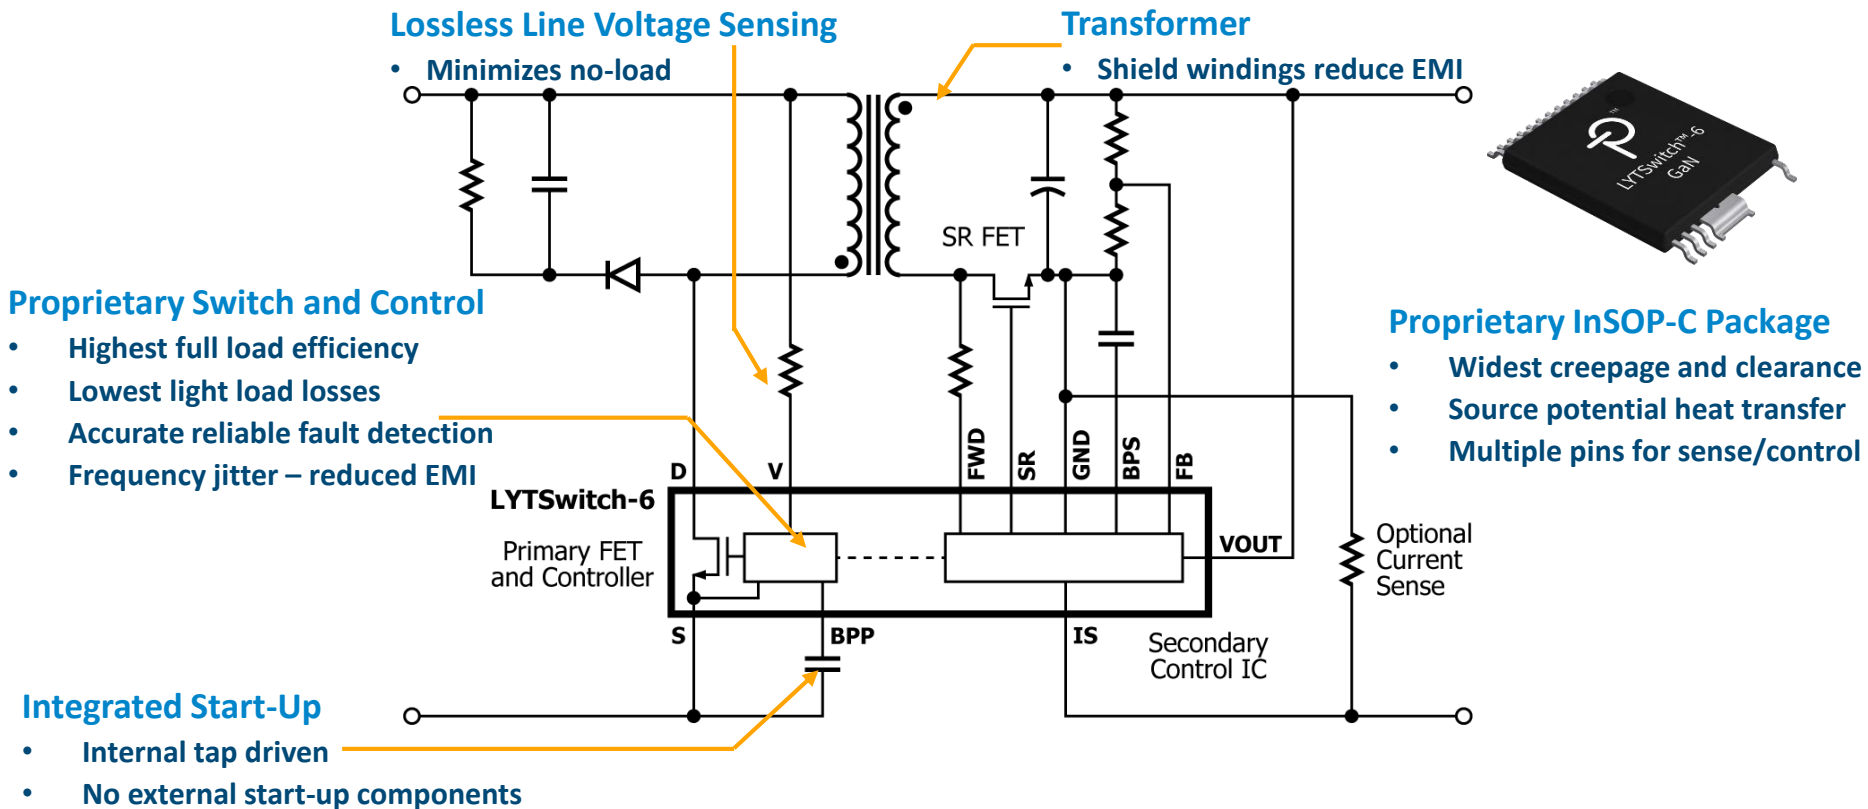 Lossless Line Voltage Sensing
• Minimizes no-load
Transformer
• Shield windings reduce EMI
LYTSwitch™-6
GaN
SR FET
Proprietary Switch and Control
• Highest full load efficiency
• Lowest light load losses
• Accurate reliable fault detection
• Frequency jitter – reduced EMI
Proprietary InSOP-C Package
• Widest creepage and clearance
• Source potential heat transfer
• Multiple pins for sense/control
D
V
FWD
SR
GND
BPS
FB
LYTSwitch-6
Primary FET
and Controller
VOUT
Optional
Current
Sense
S
BPP
IS
Secondary
Control IC
Integrated Start-Up
• Internal tap driven
• No external start-up components